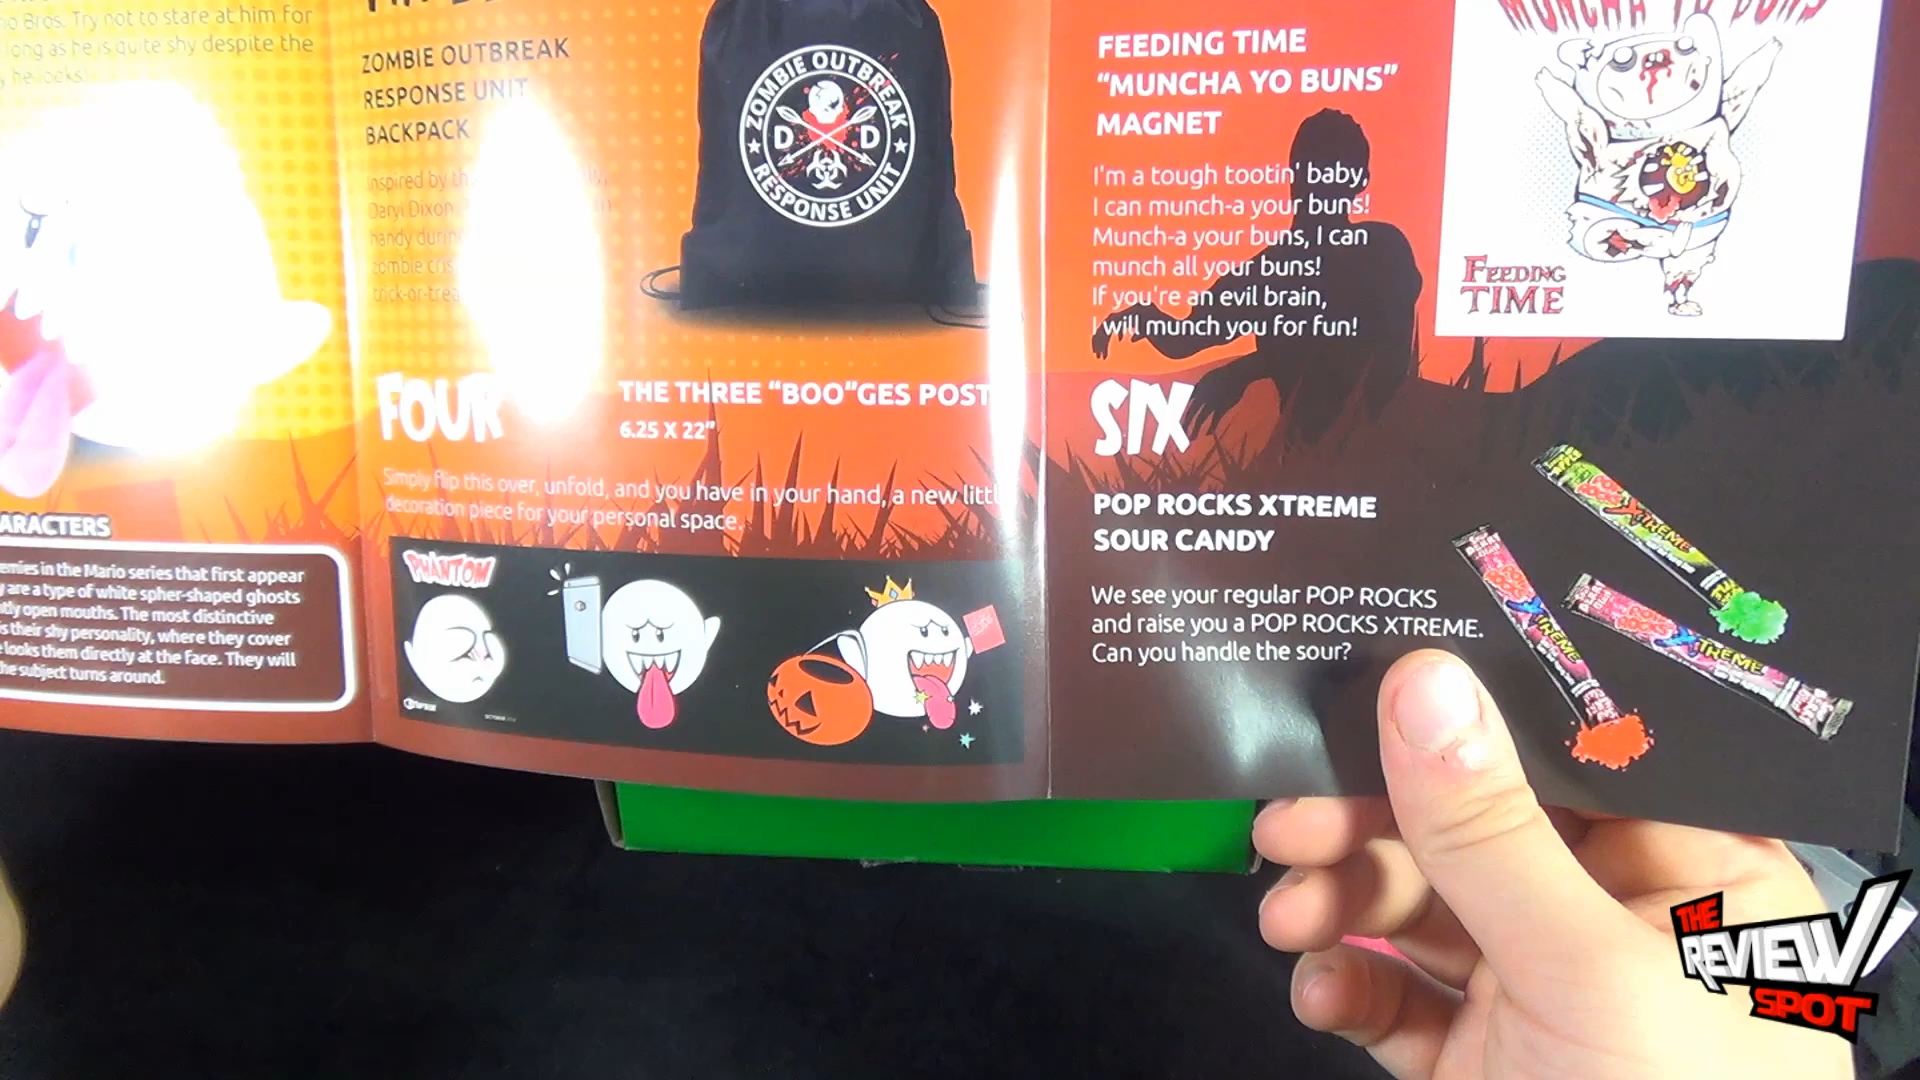 o Bros. Try not to stare at him for
long as he is quite shy despite the
he looks!
ARACTERS
emies in the Mario series that first appear
are a type of white spher-shaped ghosts
tly open mouths. The most distinctive
is their shy personality, where they cover
looks them directly at the face. They will
the subject turns around.
ZOMBIE OUTBREAK
RESPONSE UNIT
BACKPACK
Inspired by
Daryl Dixon
handy
zombie
trick-or-trea
ZOMBIE OUTBREAK
D D
RESPONSE UNIT
FOUR
THE THREE “BOO”GES POST
6.25 X 22”
Simply flip this over, unfold, and you have in your hand, a new littl
decoration piece for your personal space.
PHANTOM
FEEDING TIME
“MUNCHA YO BUNS”
MAGNET
I'm a tough tootin' baby,
I can munch-a your buns!
Munch-a your buns, I can
munch all your buns!
If you're an evil brain,
I will munch you for fun!
MUNCHA YO BUNS
FEEDING
TIME
SIX
POP ROCKS XTREME
SOUR CANDY
We see your regular POP ROCKS
and raise you a POP ROCKS XTREME.
Can you handle the sour?
XTREME
XTREME
XTREME
THE
REVIEW
SPOT